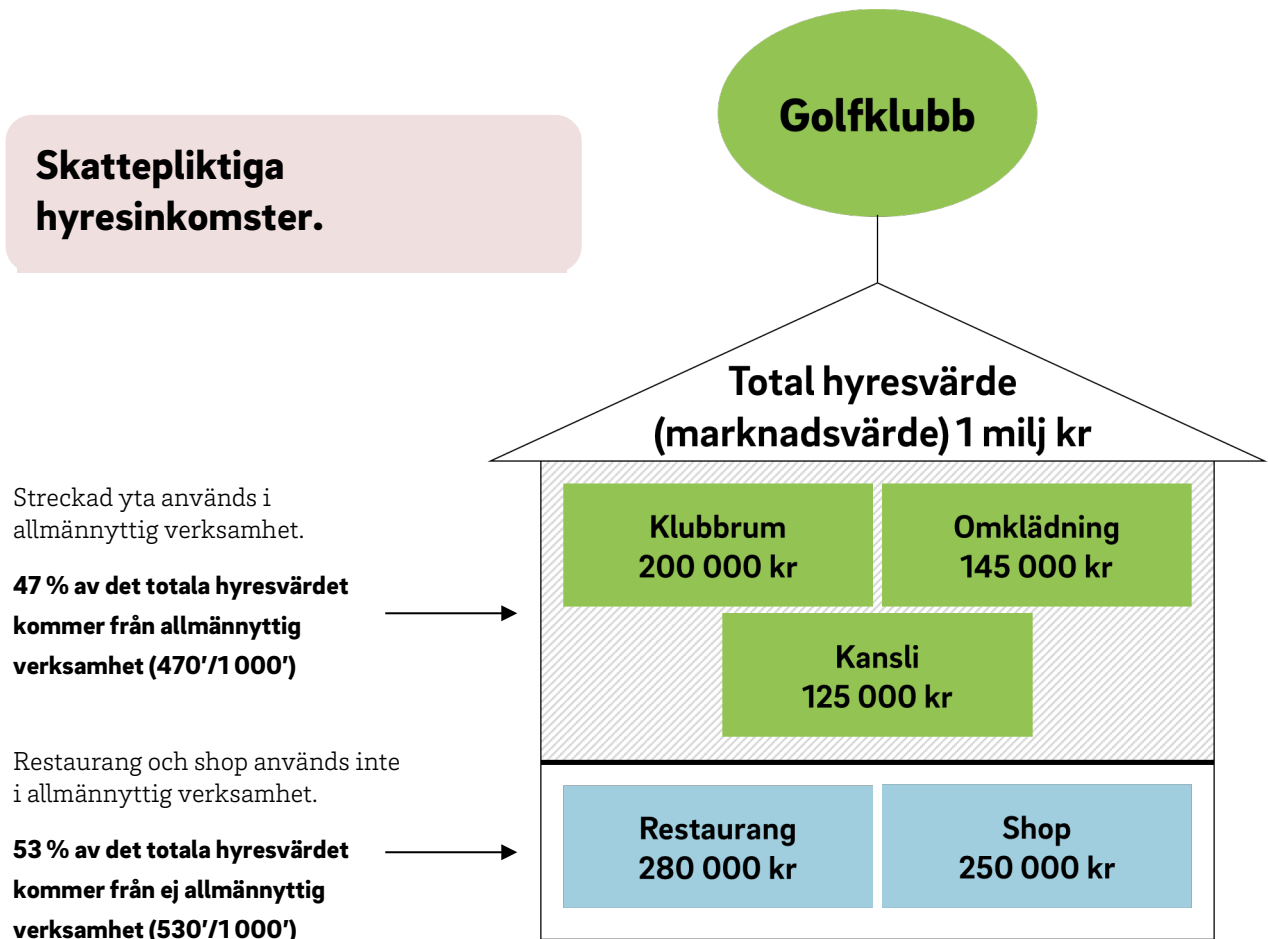 Golfklubb
Skattepliktiga
hyresinkomster.
Total hyresvärde
(marknadsvärde) 1 milj kr
Streckad yta används i
allmännyttig verksamhet.
47 % av det totala hyresvärdet
kommer från allmännyttig
verksamhet (470’/1 000’)
Klubbrum
200 000 kr
Omklädning
145 000 kr
Kansli
125 000 kr
Restaurang och shop används inte
i allmännyttig verksamhet.
53 % av det totala hyresvärdet
kommer från ej allmännyttig
verksamhet (530’/1 000’)
Restaurang
280 000 kr
Shop
250 000 kr